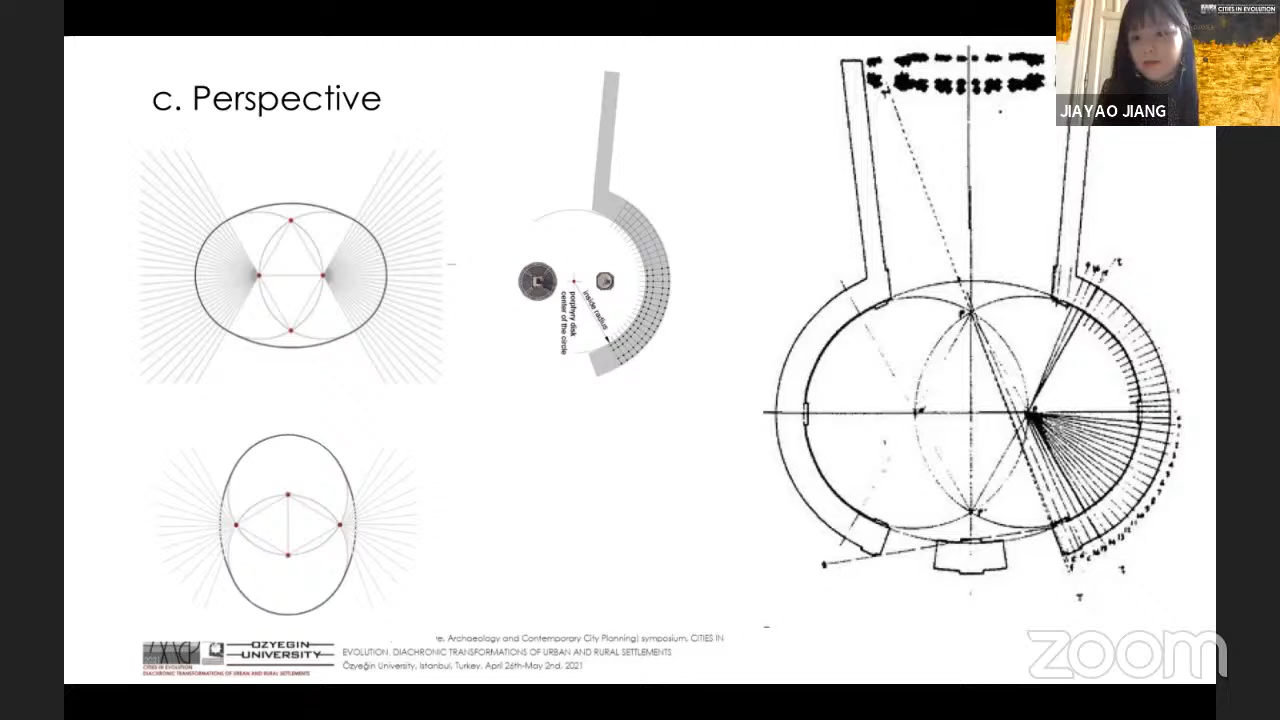 CITIES IN EVOLUTION
JIAYAO JIANG
c. Perspective
inside radius
porphyry disk
center of the circle
ÖZYEĞİN
UNIVERSITY
CITIES IN EVOLUTION
DIACHRONIC TRANSFORMATIONS OF URBAN AND RURAL SETTLEMENTS
re, Archaeology and Contemporary City Planning) symposium, CITIES IN
EVOLUTION. DIACHRONIC TRANSFORMATIONS OF URBAN AND RURAL SETTLEMENTS
Özyeğin University, Istanbul, Turkey. April 26th-May 2nd, 2021
zoom